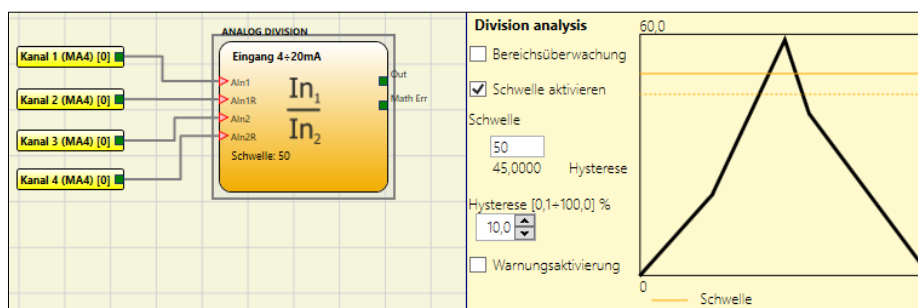 ANALOG DIVISION
Eingang 4÷20mA
Kanal 1 (MA4) [0]
Kanal 2 (MA4) [0]
Kanal 3 (MA4) [0]
Kanal 4 (MA4) [0]
AIn1
AIn1R
AIn2
AIn2R
In1
In2
Out
Math Err
Schwelle: 50
Division analysis
Bereichsüberwachung
Schwelle aktivieren
Schwelle
50
45,0000 Hysterese
Hysterese [0,1÷100,0] %
10,0
Warnungsaktivierung
60,0
0
Schwelle